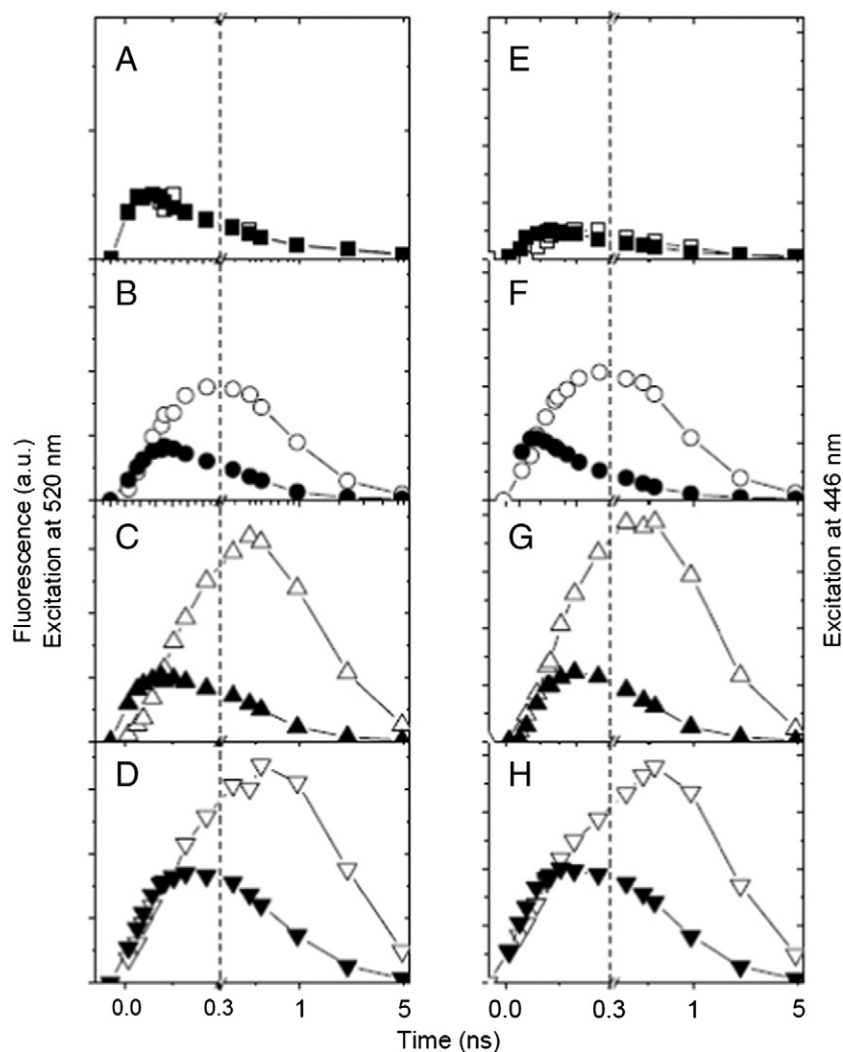 A
E
B
F
C
G
D
H
Fluorescence (a.u.)
Excitation at 520 nm
Excitation at 446 nm
0.0 0.3 1 5
0.0 0.3 1 5
Time (ns)